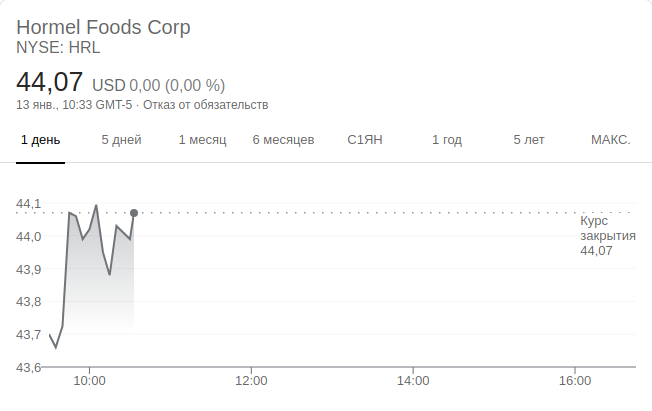 Hormel Foods Corp
NYSE: HRL
44,07 USD 0,00 (0,00 %)
13 янв., 10:33 GMT-5 · Отказ от обязательств
1 день 5 дней 1 месяц 6 месяцев С1ЯН 1 год 5 лет МАКС.
44,1
Курс
закрытия
44,07
44,0
43,9
43,8
43,7
43,6
10:00 12:00 14:00 16:00